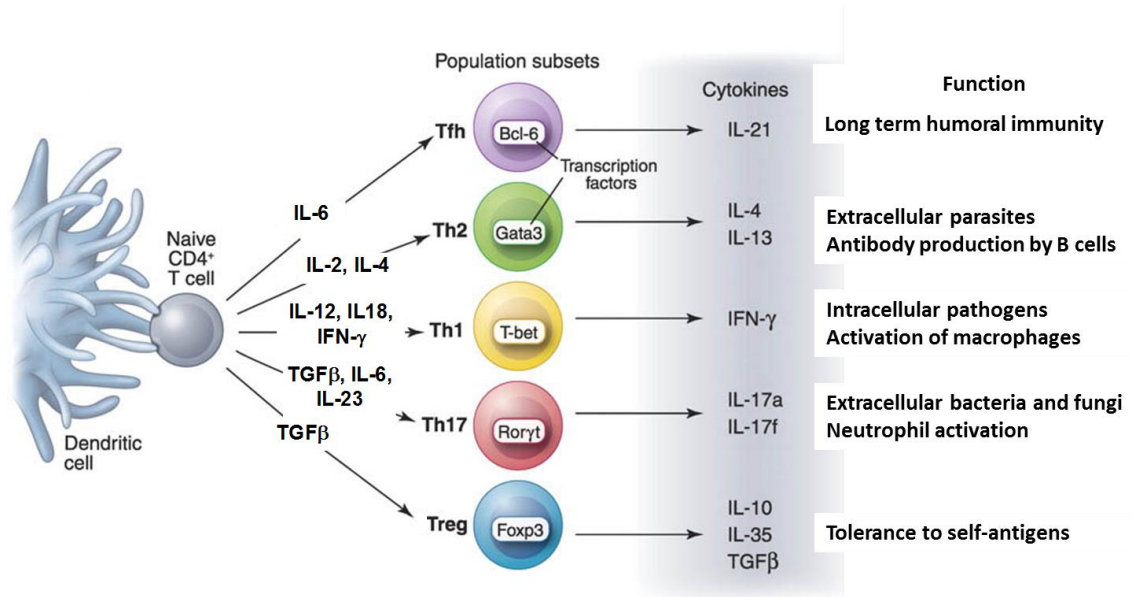 Population subsets
Cytokines
Function
Tfh
Bcl-6
IL-21
Long term humoral immunity
Transcription
factors
IL-6
Th2
Gata3
IL-4
IL-13
Extracellular parasites
Antibody production by B cells
Naive
CD4+
T cell
IL-2, IL-4
IL-12, IL18,
IFN-γ
Th1
T-bet
IFN-γ
Intracellular pathogens
Activation of macrophages
TGFβ, IL-6,
IL-23
Th17
Rorγt
IL-17a
IL-17f
Extracellular bacteria and fungi
Neutrophil activation
TGFβ
Dendritic
cell
Treg
Foxp3
IL-10
IL-35
TGFβ
Tolerance to self-antigens